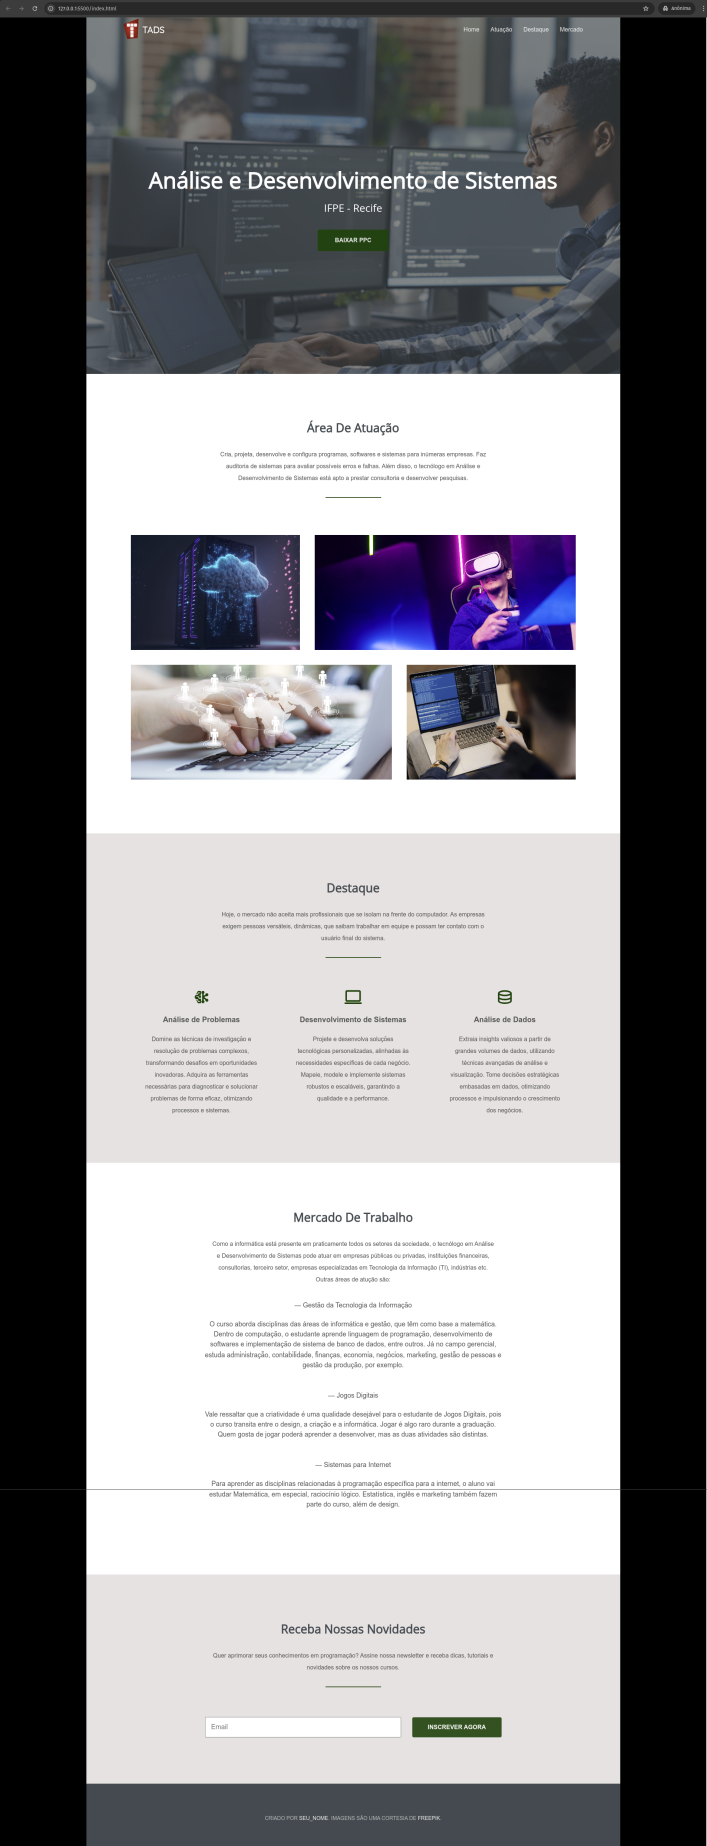 127.0.0.1:5500/index.html
Anônima
TADS
Home Atuação Destaque Mercado
Análise e Desenvolvimento de Sistemas
IFPE - Recife
BAIXAR PPC
Área De Atuação
Cria, projeta, desenvolve e configura programas, softwares e sistemas para inúmeras empresas. Faz
auditoria de sistemas para avaliar possíveis erros e falhas. Além disso, o tecnólogo em Análise e
Desenvolvimento de Sistemas está apto a prestar consultoria e desenvolver pesquisas.
Destaque
Hoje, o mercado não aceita mais profissionais que se isolam na frente do computador. As empresas
exigem pessoas versáteis, dinâmicas, que saibam trabalhar em equipe e possam ter contato com o
usuário final do sistema.
Análise de Problemas
Domine as técnicas de investigação e
resolução de problemas complexos,
transformando desafios em oportunidades
inovadoras. Adquira as ferramentas
necessárias para diagnosticar e solucionar
problemas de forma eficaz, otimizando
processos e sistemas.
Desenvolvimento de Sistemas
Projete e desenvolva soluções
tecnológicas personalizadas, alinhadas às
necessidades específicas de cada negócio.
Mapeie, modele e implemente sistemas
robustos e escaláveis, garantindo a
qualidade e a performance.
Análise de Dados
Extraia insights valiosos a partir de
grandes volumes de dados, utilizando
técnicas avançadas de análise e
visualização. Tome decisões estratégicas
embasadas em dados, otimizando
processos e impulsionando o crescimento
dos negócios.
Mercado De Trabalho
Como a Informática está presente em praticamente todos os setores da sociedade, o tecnólogo em Análise
e Desenvolvimento de Sistemas pode atuar em empresas públicas ou privadas, instituições financeiras,
consultorias, terceiro setor, empresas especializadas em Tecnologia da Informação (TI), indústrias etc.
Outras áreas de atução são:
— Gestão da Tecnologia da Informação
O curso aborda disciplinas das áreas de informática e gestão, que têm como base a matemática.
Dentro de computação, o estudante aprende linguagem de programação, desenvolvimento de
softwares e implementação de sistema de banco de dados, entre outros. Já no campo gerencial,
estuda administração, contabilidade, finanças, economia, negócios, marketing, gestão de pessoas e
gestão da produção, por exemplo.
— Jogos Digitais
Vale ressaltar que a criatividade é uma qualidade desejável para o estudante de Jogos Digitais, pois
o curso transita entre o design, a criação e a informática. Jogar é algo raro durante a graduação.
Quem gosta de jogar poderá aprender a desenvolver, mas as duas atividades são distintas.
— Sistemas para Internet
Para aprender as disciplinas relacionadas à programação específica para a internet, o aluno vai
estudar Matemática, em especial, raciocínio lógico. Estatística, inglês e marketing também fazem
parte do curso, além de design.
Receba Nossas Novidades
Quer aprimorar seus conhecimentos em programação? Assine nossa newsletter e receba dicas, tutoriais e
novidades sobre os nossos cursos.
Email
INSCREVER AGORA
CRIADO POR SEU_NOME. IMAGENS SÃO UMA CORTESIA DE FREEPIK.